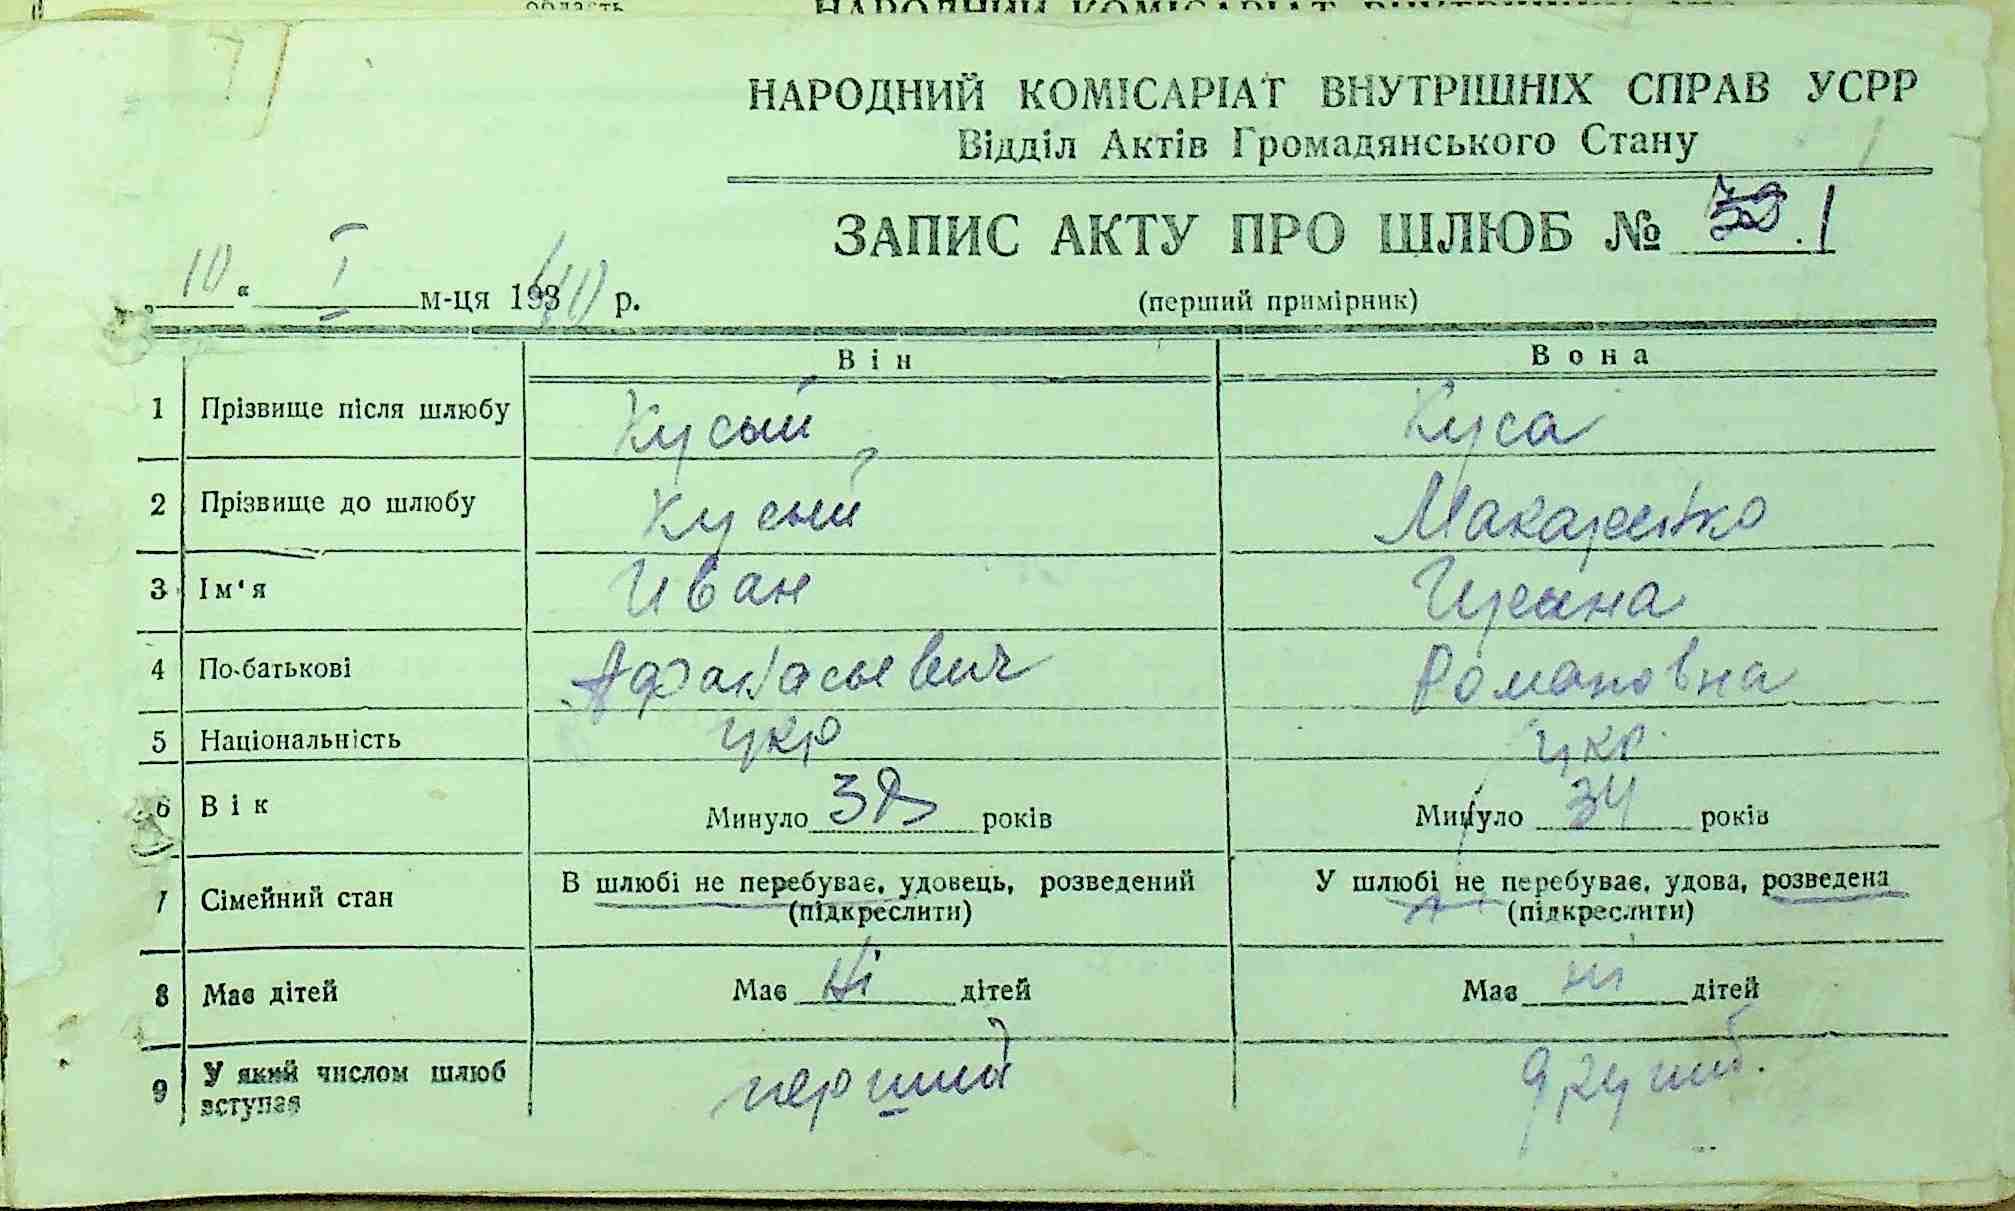 НАРОДНИЙ КОМІСАРІАТ ВНУТРІШНІХ СПРАВ УСРР
Відділ Актів Громадянського Стану
ЗАПИС АКТУ ПРО ШЛЮБ № 1
„ 10 “ I м-ця 1940 р.
(перший примірник)
Він Вона
1 Прізвище після шлюбу Кусый Куса
2 Прізвище до шлюбу Кусый Макаренко
3 Ім'я Иван Ирина
4 По-батькові Афанасьевич Романовна
5 Національність укр укр.
6 Вік Минуло років Минуло 34 років
7 Сімейний стан В шлюбі не перебуває, удовець, розведений У шлюбі не перебуває, удова, розведена
(підкреслити) (підкреслити)
8 Має дітей Має ні дітей Має ні дітей
9 У який числом шлюб перший другий.
вступає